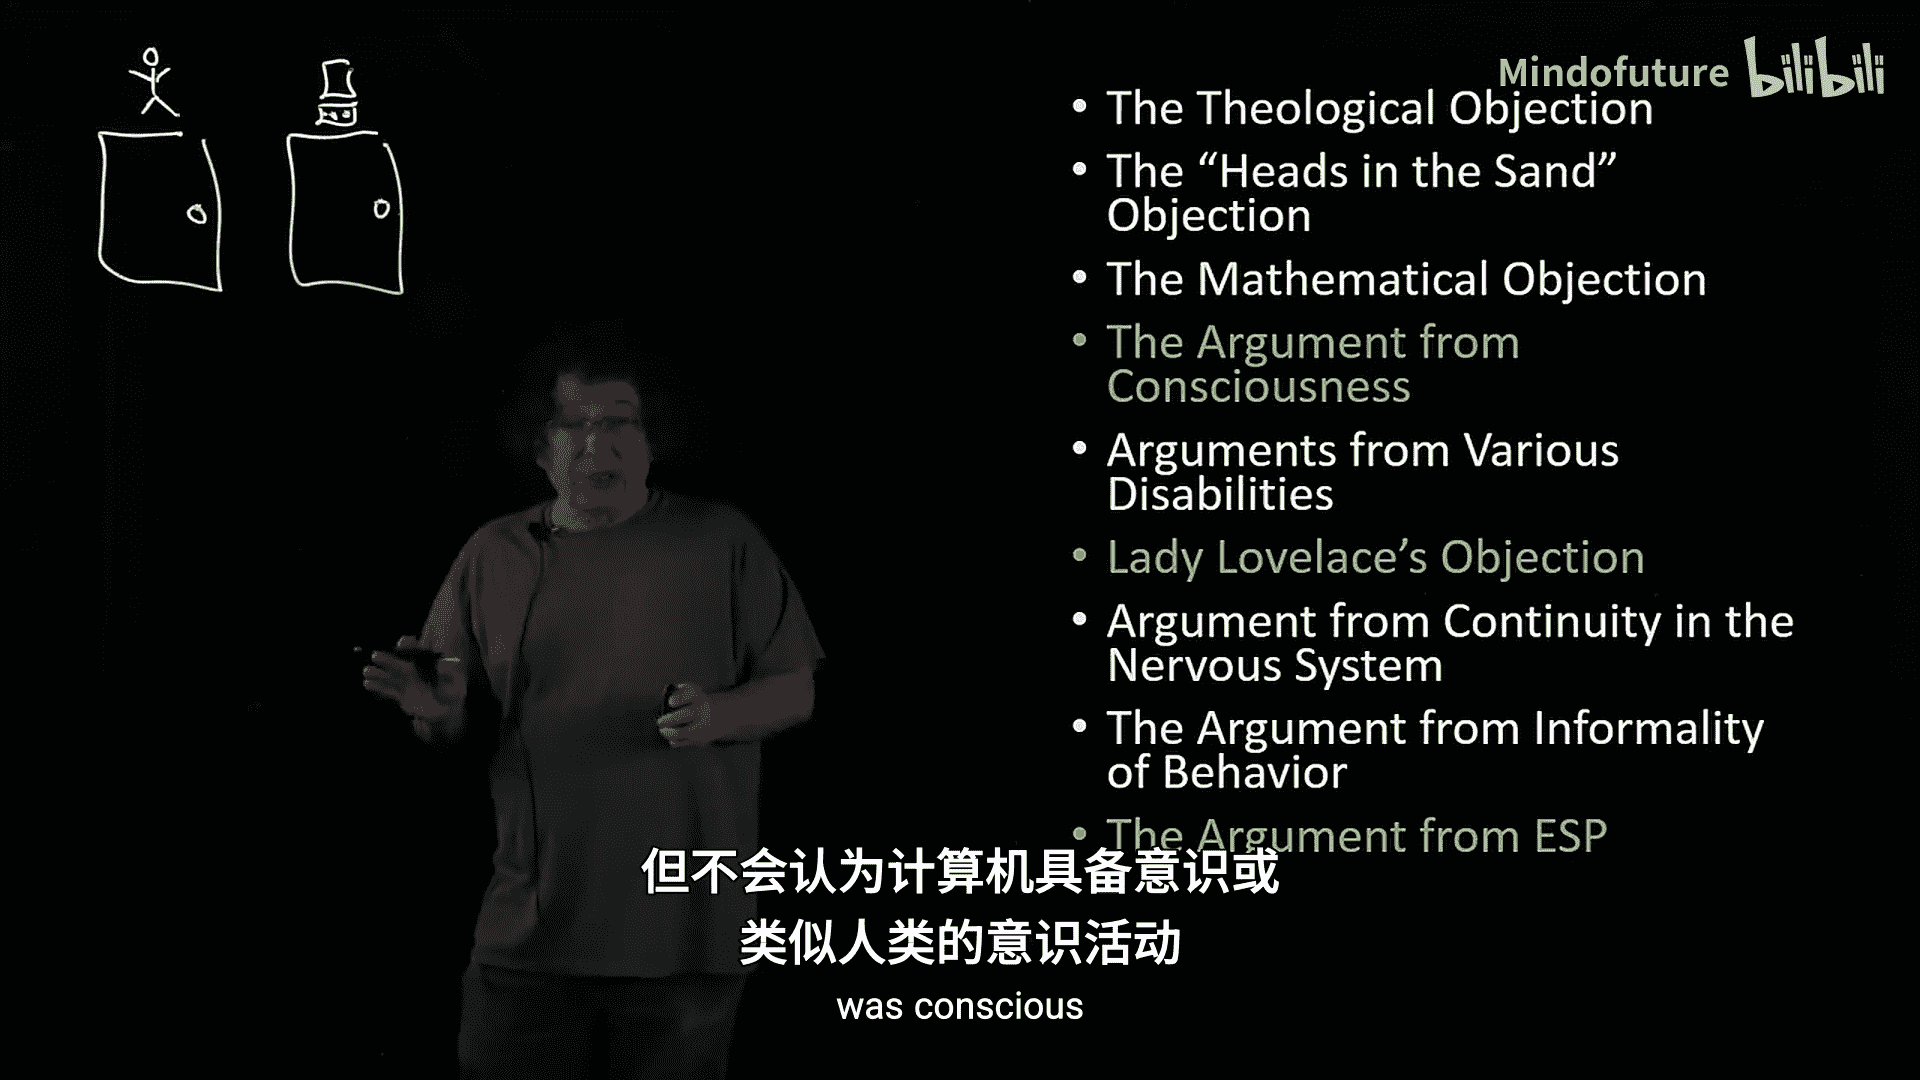 Mindofuture bilibili
• The Theological Objection
• The “Heads in the Sand”
Objection
• The Mathematical Objection
• The Argument from
Consciousness
• Arguments from Various
Disabilities
• Lady Lovelace’s Objection
• Argument from Continuity in the
Nervous System
• The Argument from Informality
of Behavior
• The Argument from ESP
但不会认为计算机具备意识或
类似人类的意识活动
was conscious